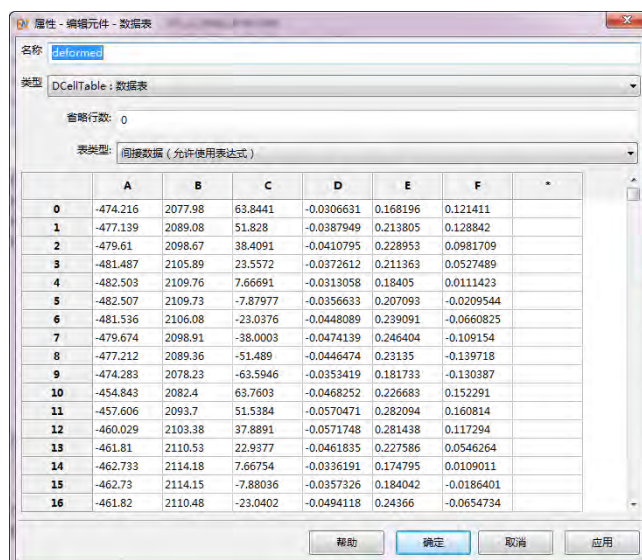 属性 - 编辑元件 - 数据表
名称 deformed
类型 DCellTable : 数据表
省略行数: 0
表类型: 间接数据 ( 允许使用表达式 )
A B C D E F *
0 -474.216 2077.98 63.8441 -0.0306631 0.168196 0.121411
1 -477.139 2089.08 51.828 -0.0387949 0.213805 0.128842
2 -479.61 2098.67 38.4091 -0.0410795 0.228953 0.0981709
3 -481.487 2105.89 23.5572 -0.0372612 0.211363 0.0527489
4 -482.503 2109.76 7.66691 -0.0313058 0.18405 0.0111423
5 -482.507 2109.73 -7.87977 -0.0356633 0.207093 -0.0209544
6 -481.536 2106.08 -23.0376 -0.0448089 0.239091 -0.0660825
7 -479.674 2098.91 -38.0003 -0.0474139 0.246404 -0.109154
8 -477.212 2089.36 -51.489 -0.0446474 0.23135 -0.139718
9 -474.283 2078.23 -63.5946 -0.0353419 0.181733 -0.130387
10 -454.843 2082.4 63.7603 -0.0468252 0.226683 0.152291
11 -457.606 2093.7 51.5384 -0.0570471 0.282094 0.160814
12 -460.029 2103.38 37.8891 -0.0571748 0.281438 0.117294
13 -461.81 2110.53 22.9377 -0.0461835 0.227586 0.0546264
14 -462.733 2114.18 7.66754 -0.0336191 0.174795 0.0109011
15 -462.73 2114.15 -7.88036 -0.0357326 0.184042 -0.0186401
16 -461.82 2110.48 -23.0402 -0.0494118 0.24366 -0.0654734
帮助 确定 取消 应用